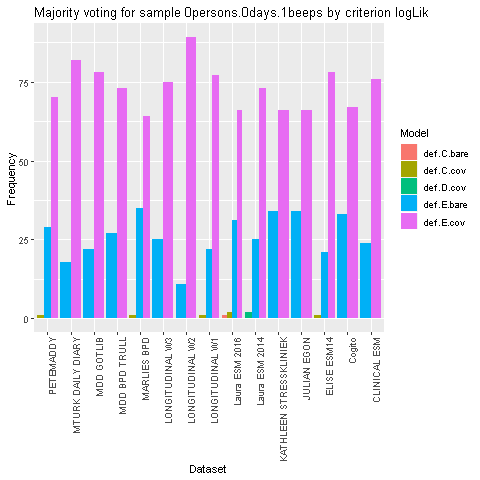 Majority voting for sample 0persons.0days.1beeps by criterion logLik
Frequency
75
50
25
0
PETEMADDY
MTURK DAILY DIARY
MDD GOTLIB
MDD BPD TRULL
MARLIES BPD
LONGITUDINAL W3
LONGITUDINAL W2
LONGITUDINAL W1
Laura ESM 2016
Laura ESM 2014
KATHLEEN STRESSKLINIEK
JULIAN EGON
ELISE ESM14
Cogito
CLINICAL ESM
Dataset
Model
def.C.bare
def.C.cov
def.D.cov
def.E.bare
def.E.cov